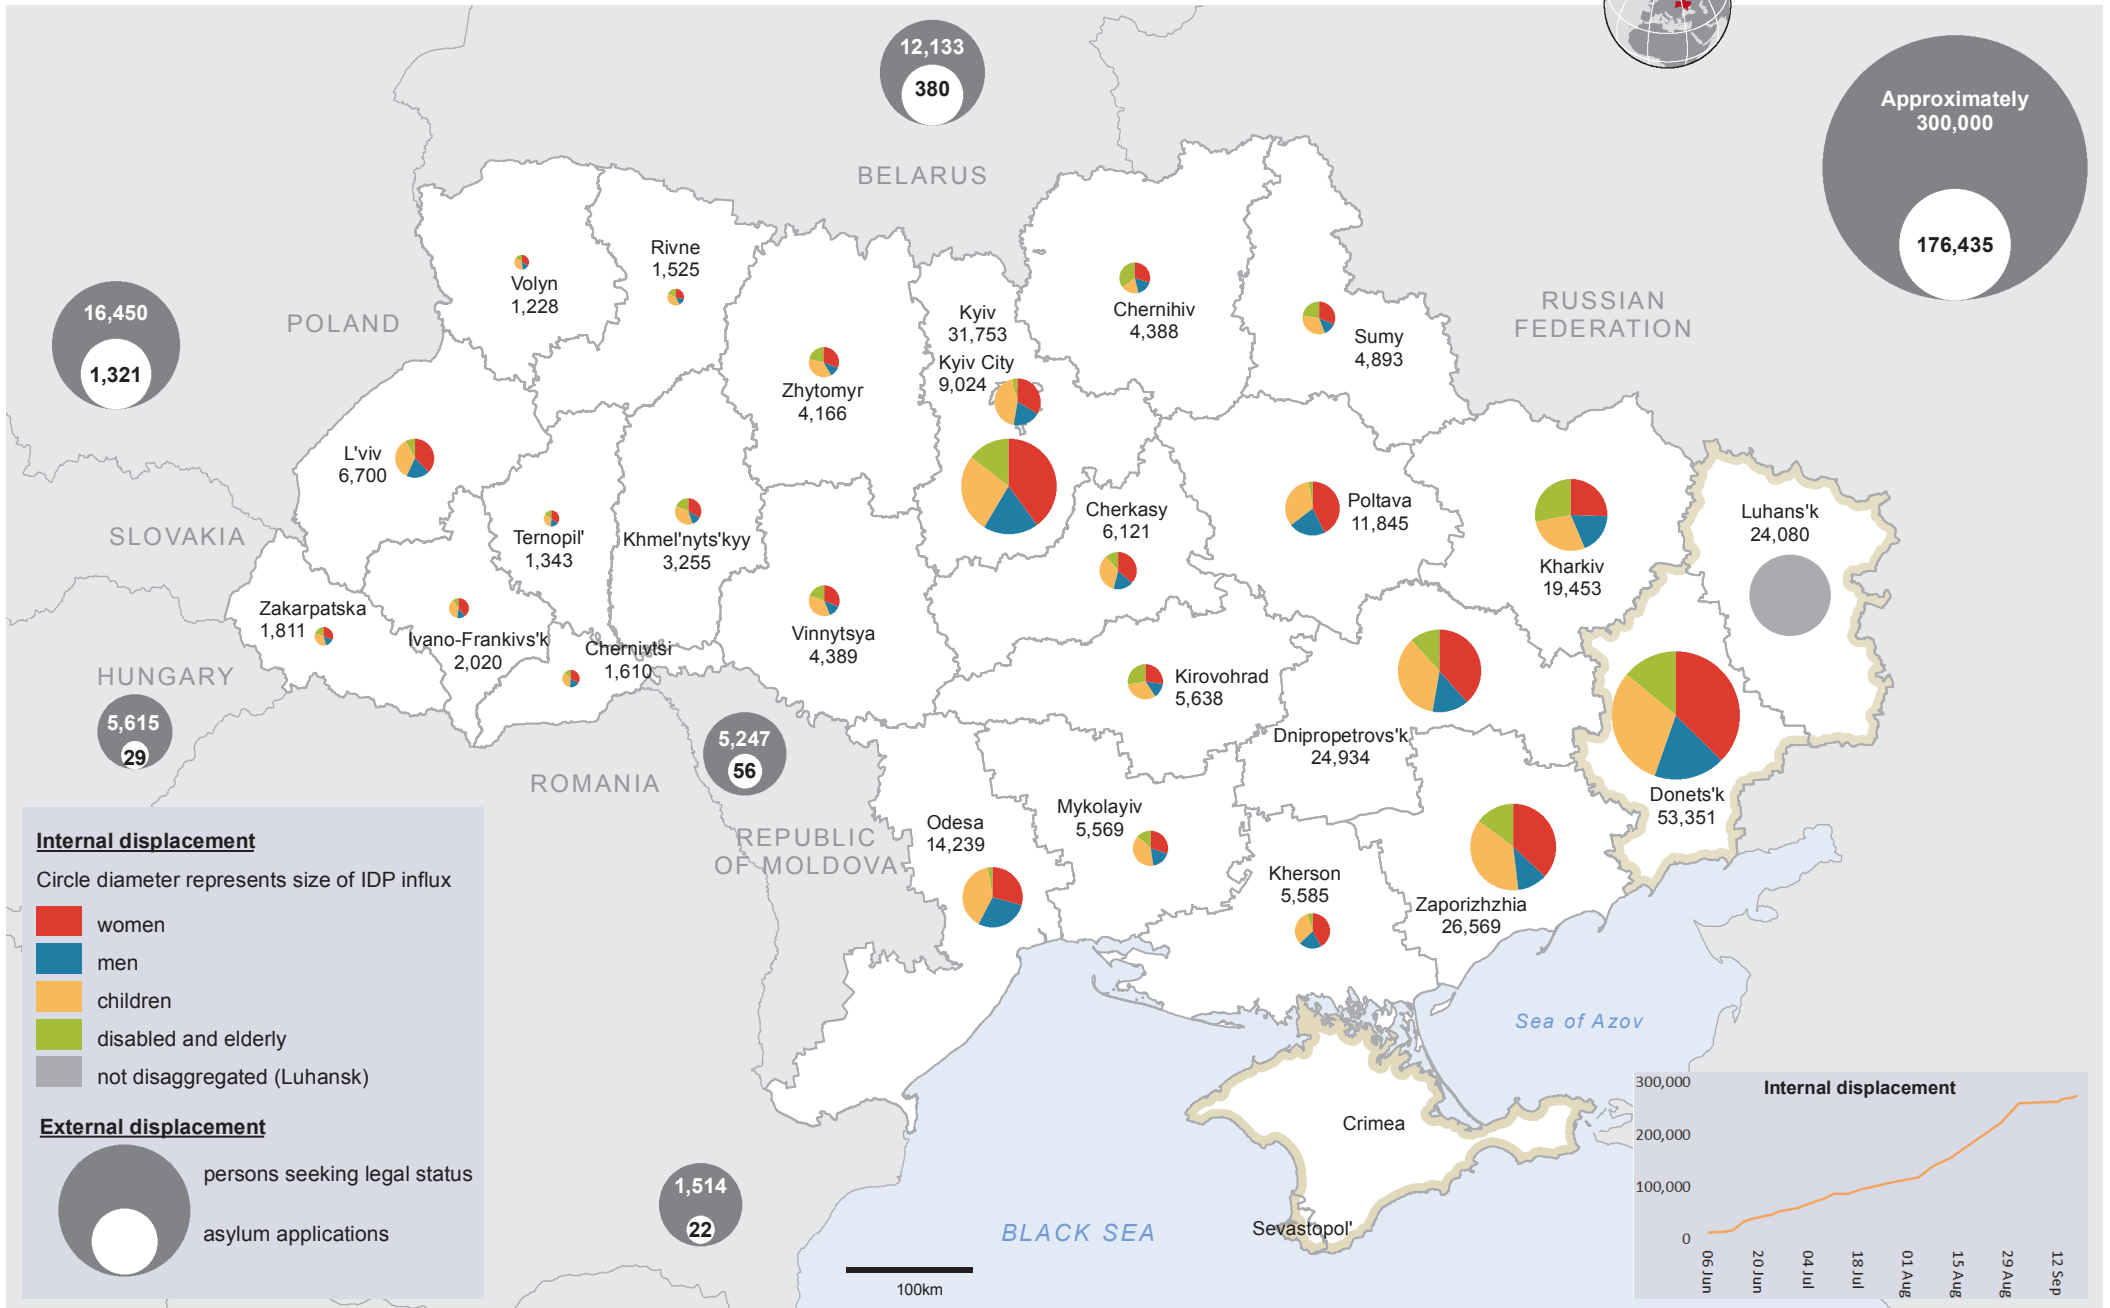 12,133
380
BELARUS
Approximately
300,000
176,435
RUSSIAN
FEDERATION
16,450
1,321
POLAND
Volyn
1,228
Rivne
1,525
Zhytomyr
4,166
Kyiv
31,753
Kyiv City
9,024
Chernihiv
4,388
Sumy
4,893
L'viv
6,700
Ternopil'
1,343
Khmel'nyts'kyy
3,255
Vinnytsya
4,389
Cherkasy
6,121
Poltava
11,845
Kharkiv
19,453
Luhans'k
24,080
SLOVAKIA
Zakarpatska
1,811
Ivano-Frankivs'k
2,020
Chernivtsi
1,610
Kirovohrad
5,638
Dnipropetrovs'k
24,934
Donets'k
53,351
HUNGARY
5,615
29
ROMANIA
5,247
56
REPUBLIC
OF MOLDOVA
Odesa
14,239
Mykolayiv
5,569
Kherson
5,585
Zaporizhzhia
26,569
Sea of Azov
Crimea
Sevastopol'
BLACK SEA
1,514
22
100km
Internal displacement
Circle diameter represents size of IDP influx
women
men
children
disabled and elderly
not disaggregated (Luhansk)
External displacement
persons seeking legal status
asylum applications
Internal displacement
300,000
200,000
100,000
0
06 Jun
20 Jun
04 Jul
18 Jul
01 Aug
15 Aug
29 Aug
12 Sep